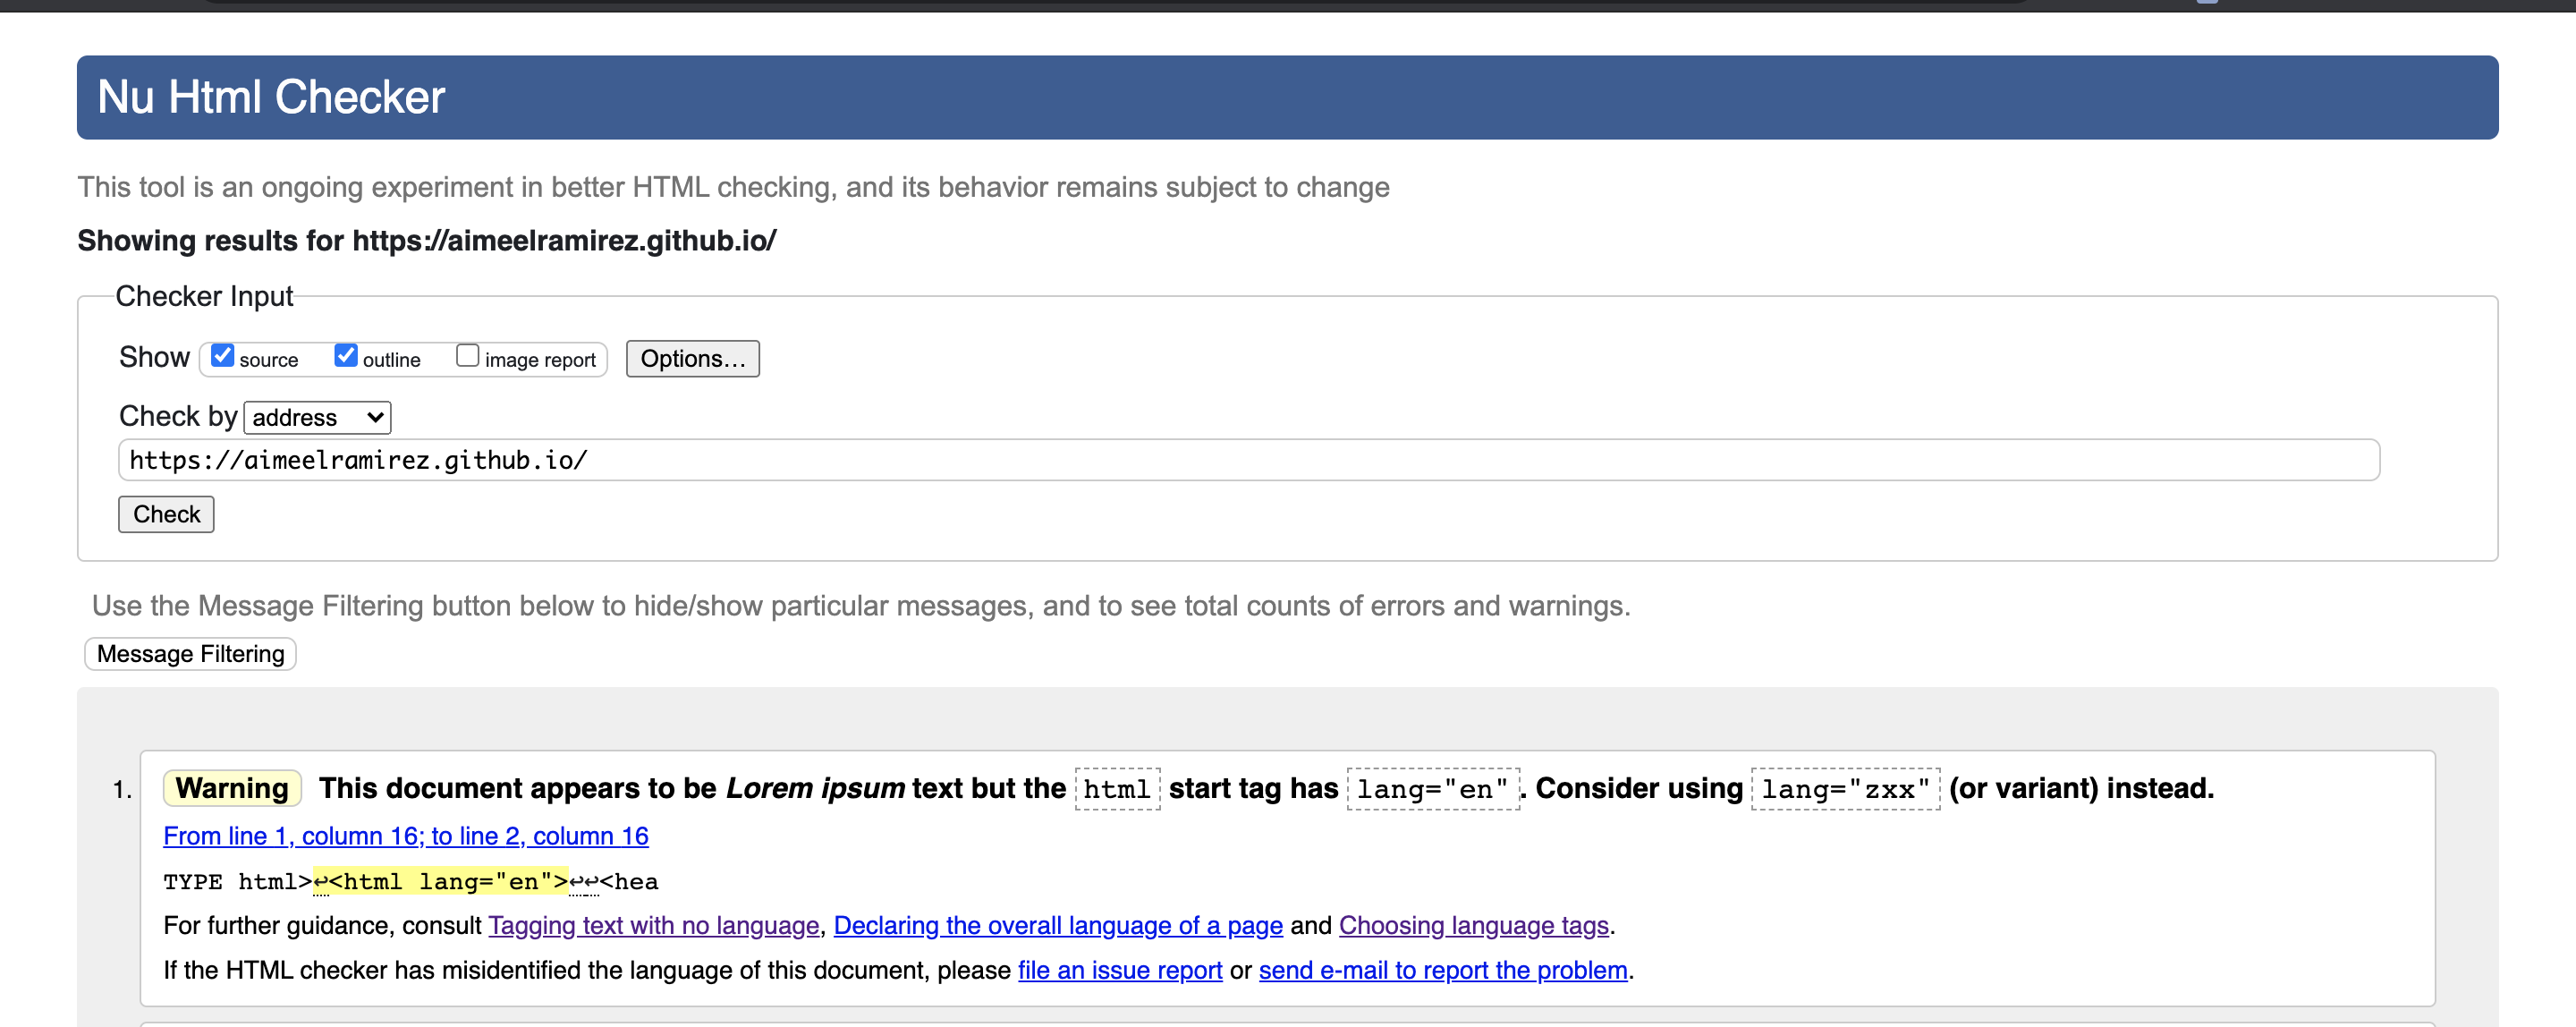 Nu Html Checker
This tool is an ongoing experiment in better HTML checking, and its behavior remains subject to change
Showing results for https://aimeelramirez.github.io/
Checker Input
Show source outline image report Options...
Check by address
https://aimeelramirez.github.io/
Check
Use the Message Filtering button below to hide/show particular messages, and to see total counts of errors and warnings.
Message Filtering
1. Warning This document appears to be Lorem ipsum text but the html start tag has lang="en". Consider using lang="zxx" (or variant) instead.
From line 1, column 16; to line 2, column 16
TYPE html>↩<html lang="en">↩↩<hea
For further guidance, consult Tagging text with no language, Declaring the overall language of a page and Choosing language tags.
If the HTML checker has misidentified the language of this document, please file an issue report or send e-mail to report the problem.